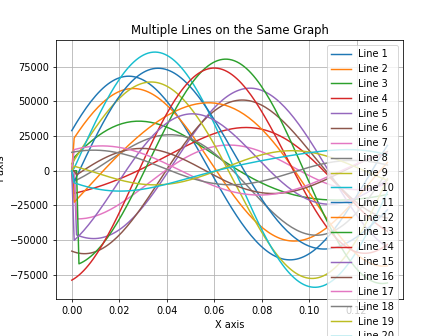 Multiple Lines on the Same Graph
75000
50000
25000
0
−25000
−50000
−75000
0.00
0.02
0.04
0.06
0.08
0.10
X axis
Line 1
Line 2
Line 3
Line 4
Line 5
Line 6
Line 7
Line 8
Line 9
Line 10
Line 11
Line 12
Line 13
Line 14
Line 15
Line 16
Line 17
Line 18
Line 19
Line 20